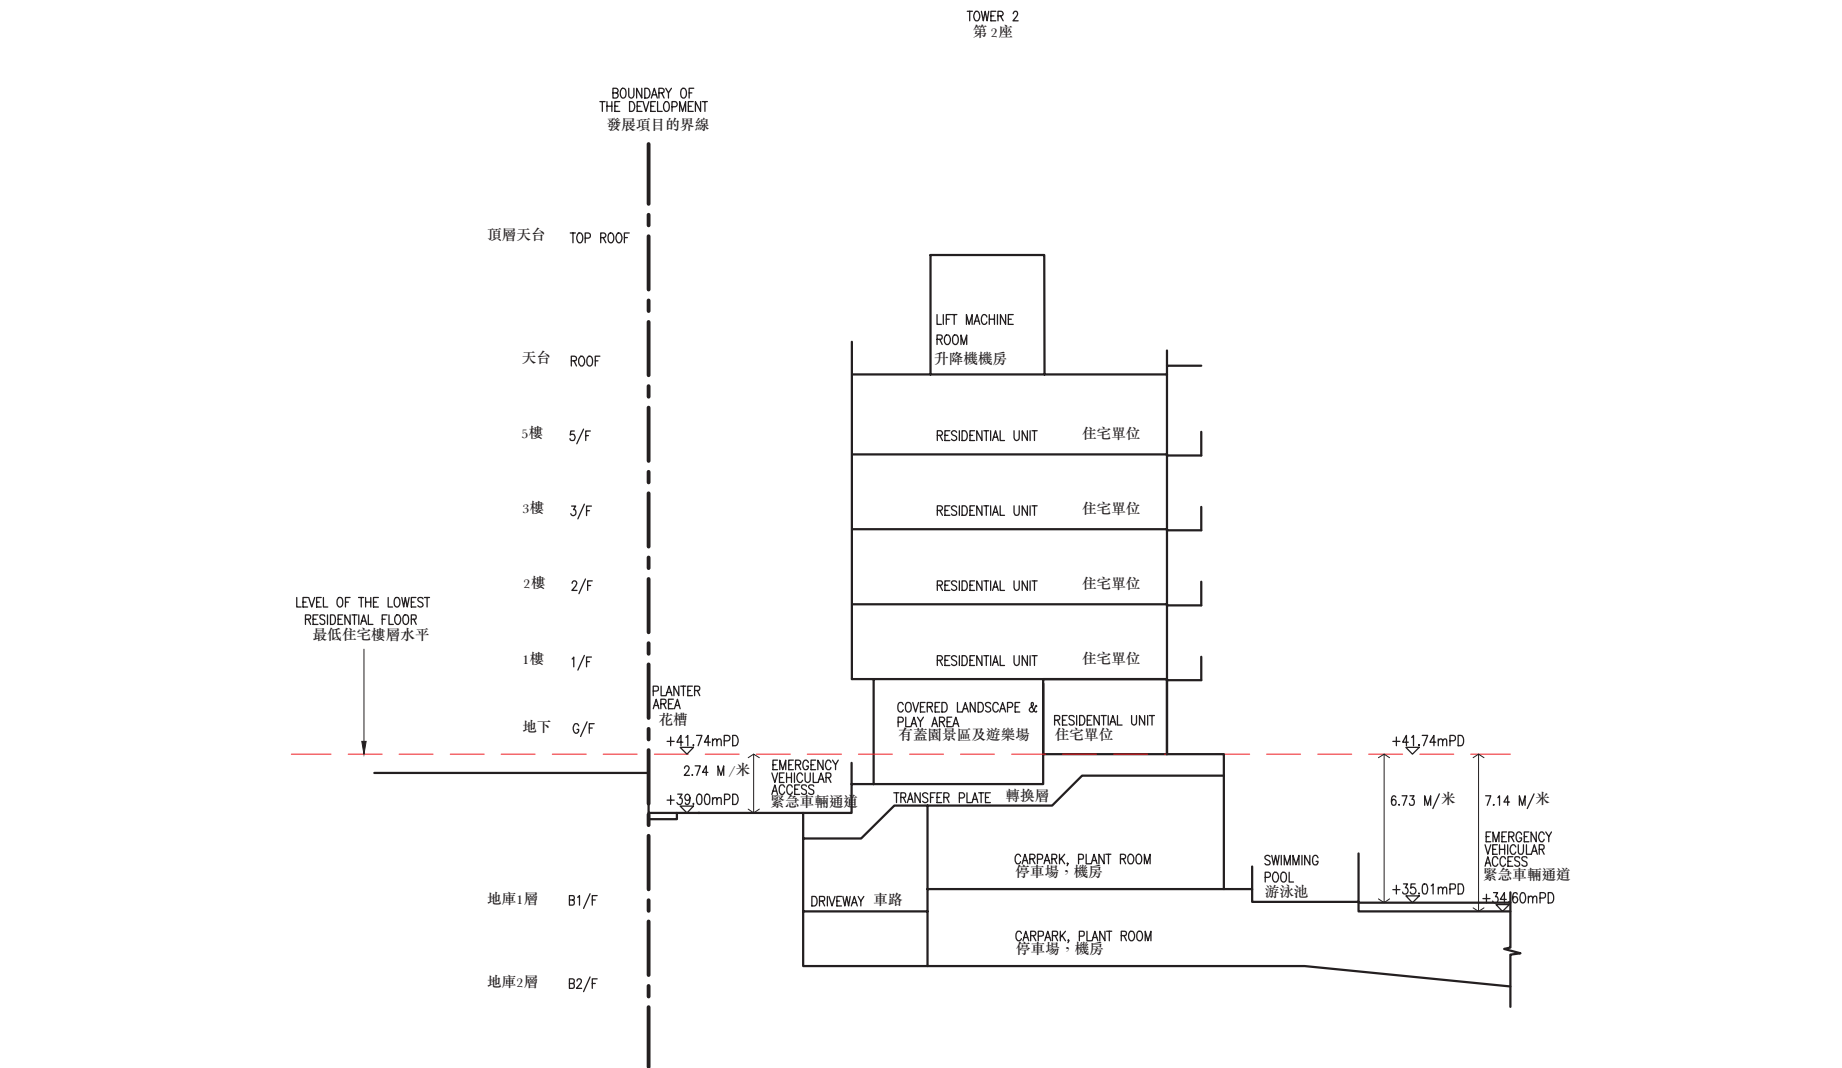 TOWER 2
第 2座
BOUNDARY OF
THE DEVELOPMENT
發展項目的界線
頂層天台 TOP ROOF
LIFT MACHINE
ROOM
升降機機房
天台 ROOF
5樓 5/F
RESIDENTIAL UNIT 住宅單位
3樓 3/F
RESIDENTIAL UNIT 住宅單位
2樓 2/F
RESIDENTIAL UNIT 住宅單位
LEVEL OF THE LOWEST
RESIDENTIAL FLOOR
最低住宅樓層水平
1樓 1/F
RESIDENTIAL UNIT 住宅單位
PLANTER
AREA
花槽
地下 G/F
COVERED LANDSCAPE &
PLAY AREA
有蓋園景區及遊樂場
RESIDENTIAL UNIT
住宅單位
+41.74mPD
+41.74mPD
2.74 M/米
EMERGENCY
VEHICULAR
ACCESS
緊急車輛通道
+39.00mPD
TRANSFER PLATE 轉換層
6.73 M/米
7.14 M/米
EMERGENCY
VEHICULAR
ACCESS
緊急車輛通道
CARPARK, PLANT ROOM
停車場，機房
SWIMMING
POOL
游泳池
+35.01mPD
+34.60mPD
地庫1層 B1/F
DRIVEWAY 車路
CARPARK, PLANT ROOM
停車場，機房
地庫2層 B2/F